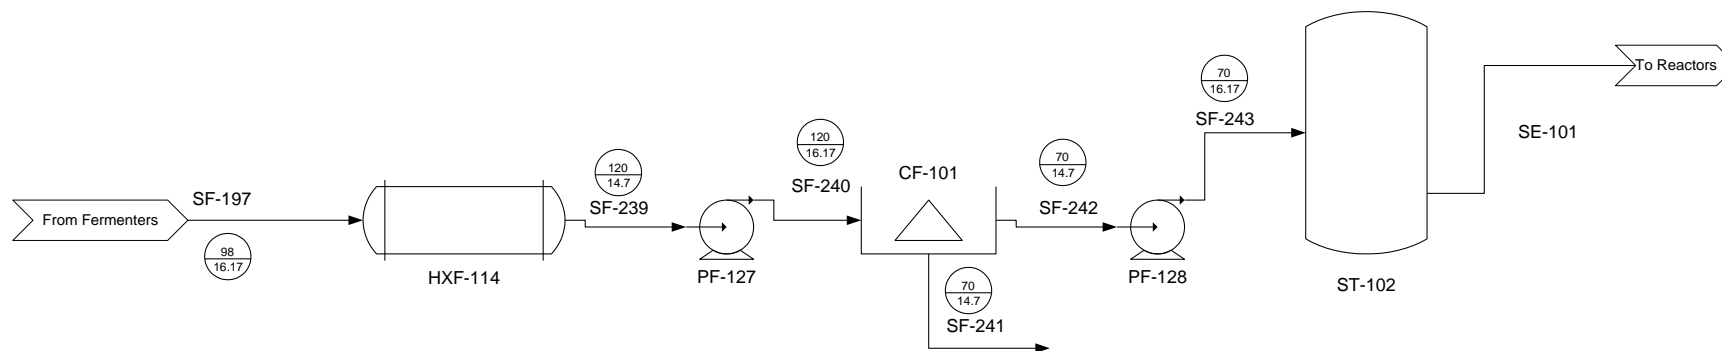 From Fermenters
SF-197
98
16.17
HXF-114
120
14.7
SF-239
PF-127
120
16.17
SF-240
CF-101
70
14.7
SF-241
70
14.7
SF-242
PF-128
70
16.17
SF-243
ST-102
SE-101
To Reactors